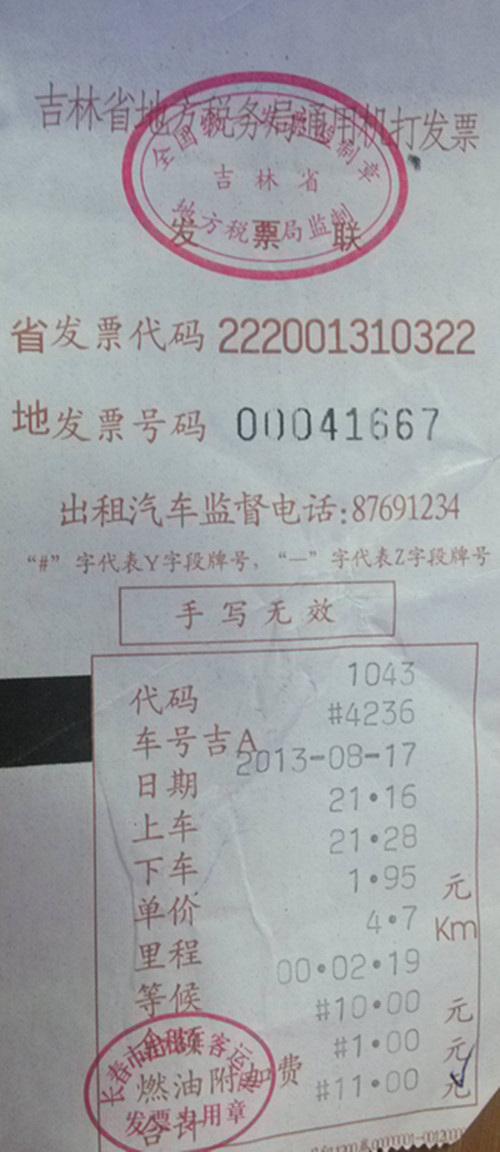 吉林省地方税务局通用机打发票
全国统一发票监制章
吉林省
地方税务局监制
发票联
省发票代码 222001310322
地发票号码 00041667
出租汽车监督电话:87691234
“#”字代表Y字段牌号，“—”字代表Z字段牌号
手写无效
代码 1043
车号吉A #4236
日期 2013-08-17
上车 21•16
下车 21•28
单价 1•95 元
里程 4•7 Km
等候 00•02•19
金额 #10•00 元
燃油附加费 #1•00 元
合计 #11•00 元
发票专用章